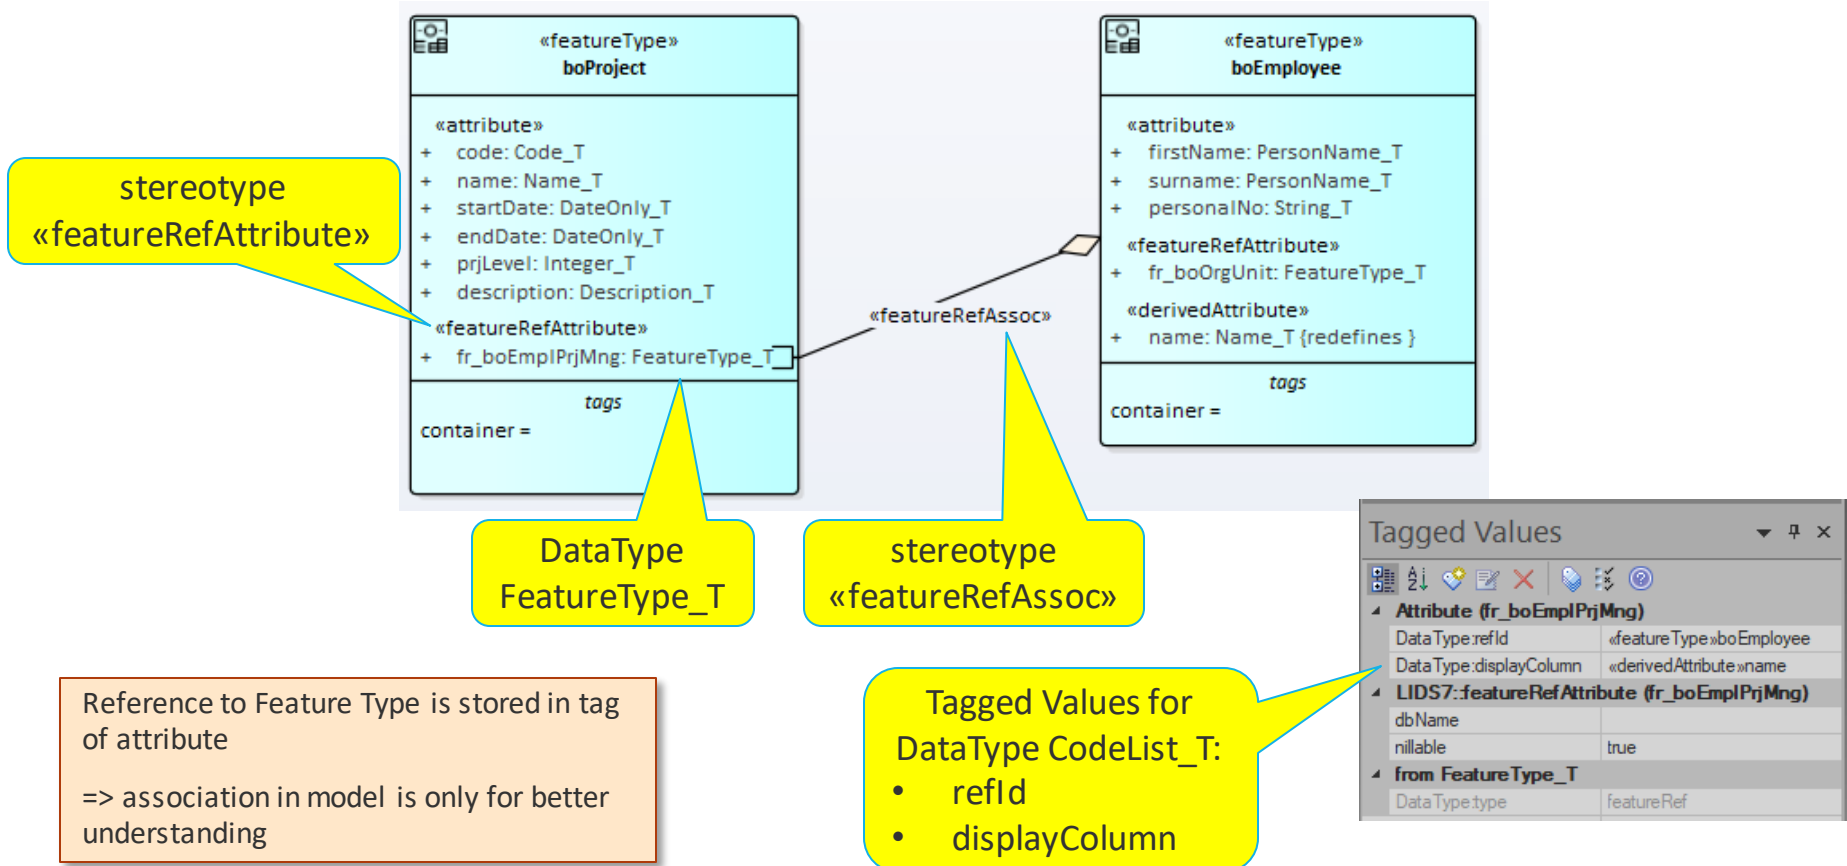 «featureType»
boProject
«attribute»
+ code: Code_T
+ name: Name_T
+ startDate: DateOnly_T
+ endDate: DateOnly_T
+ prjLevel: Integer_T
+ description: Description_T
«featureRefAttribute»
+ fr_boEmplPrjMng: FeatureType_T
tags
container =
«featureType»
boEmployee
«attribute»
+ firstName: PersonName_T
+ surname: PersonName_T
+ personalNo: String_T
«featureRefAttribute»
+ fr_boOrgUnit: FeatureType_T
«derivedAttribute»
+ name: Name_T {redefines }
tags
container =
«featureRefAssoc»
stereotype
«featureRefAttribute»
DataType
FeatureType_T
stereotype
«featureRefAssoc»
Reference to Feature Type is stored in tag
of attribute
=> association in model is only for better
understanding
Tagged Values for
DataType CodeList_T:
• refId
• displayColumn
Tagged Values
Attribute (fr_boEmplPrjMng)
DataType:refId «featureType»boEmployee
DataType:displayColumn «derivedAttribute»name
LIDS7::featureRefAttribute (fr_boEmplPrjMng)
dbName
nillable true
from FeatureType_T
DataType:type featureRef